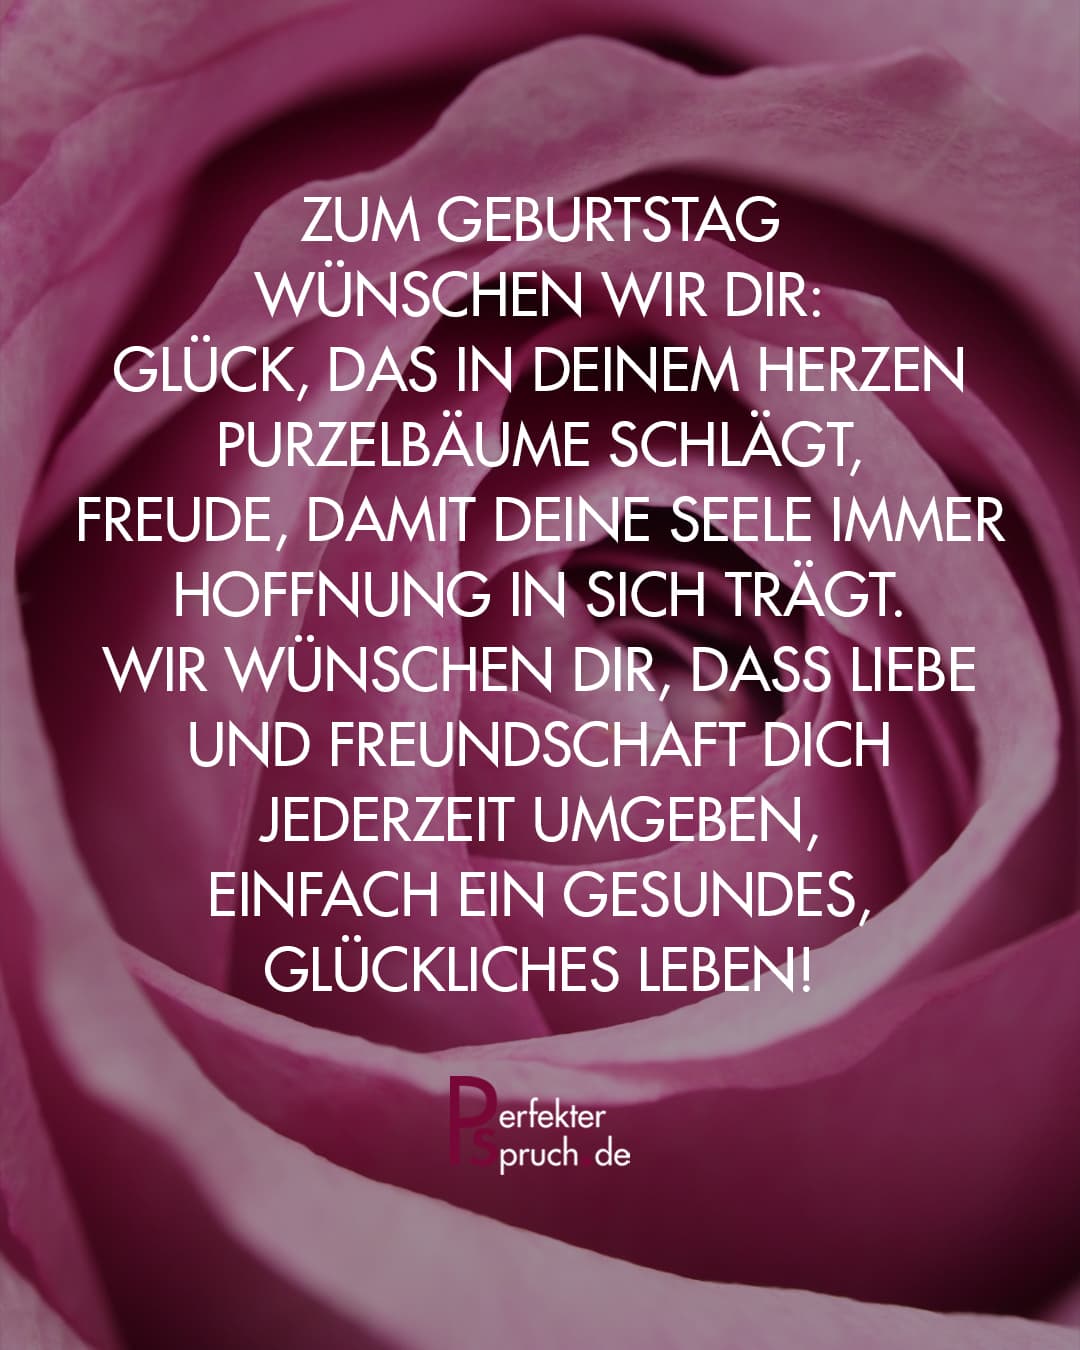 ZUM GEBURTSTAG
WÜNSCHEN WIR DIR:
GLÜCK, DAS IN DEINEM HERZEN
PURZELBÄUME SCHLÄGT,
FREUDE, DAMIT DEINE SEELE IMMER
HOFFNUNG IN SICH TRÄGT.
WIR WÜNSCHEN DIR, DASS LIEBE
UND FREUNDSCHAFT DICH
JEDERZEIT UMGEBEN,
EINFACH EIN GESUNDES,
GLÜCKLICHES LEBEN!
Perfekter
Spruch.de